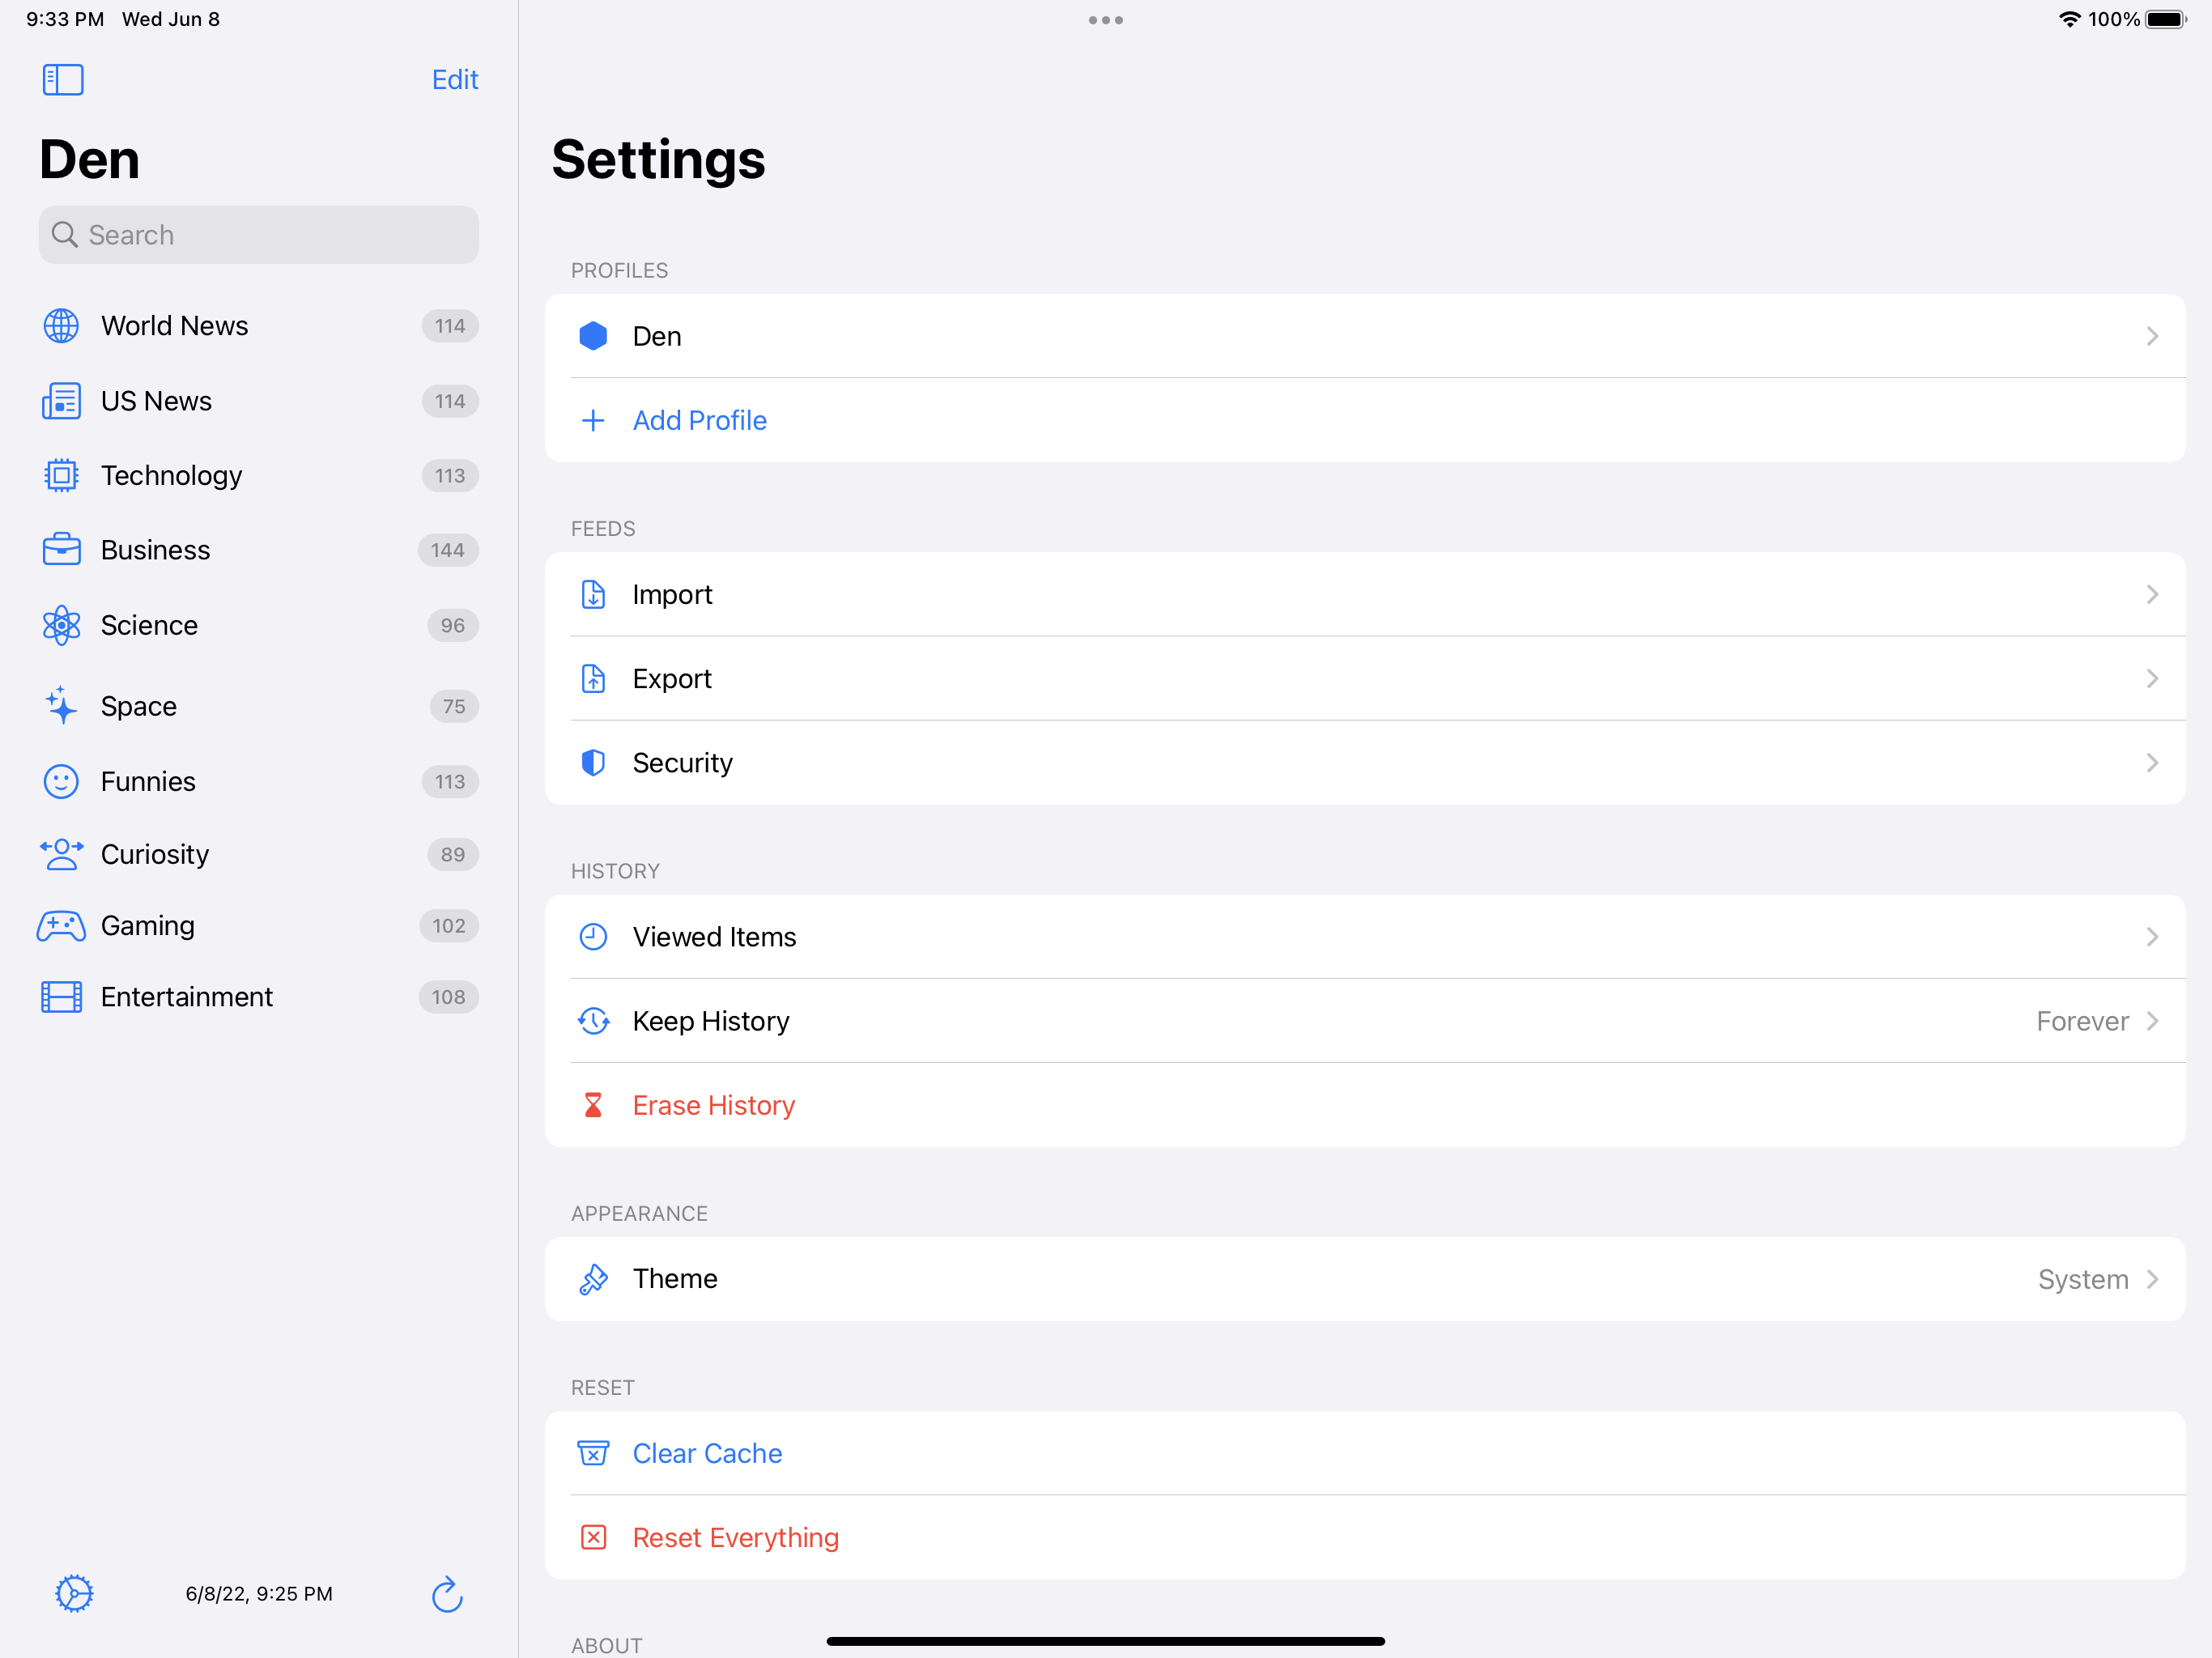 9:33 PM Wed Jun 8
100%
Edit
Den
Search
World News 114
US News 114
Technology 113
Business 144
Science 96
Space 75
Funnies 113
Curiosity 89
Gaming 102
Entertainment 108
6/8/22, 9:25 PM
Settings
PROFILES
Den
Add Profile
FEEDS
Import
Export
Security
HISTORY
Viewed Items
Keep History Forever
Erase History
APPEARANCE
Theme System
RESET
Clear Cache
Reset Everything
ABOUT